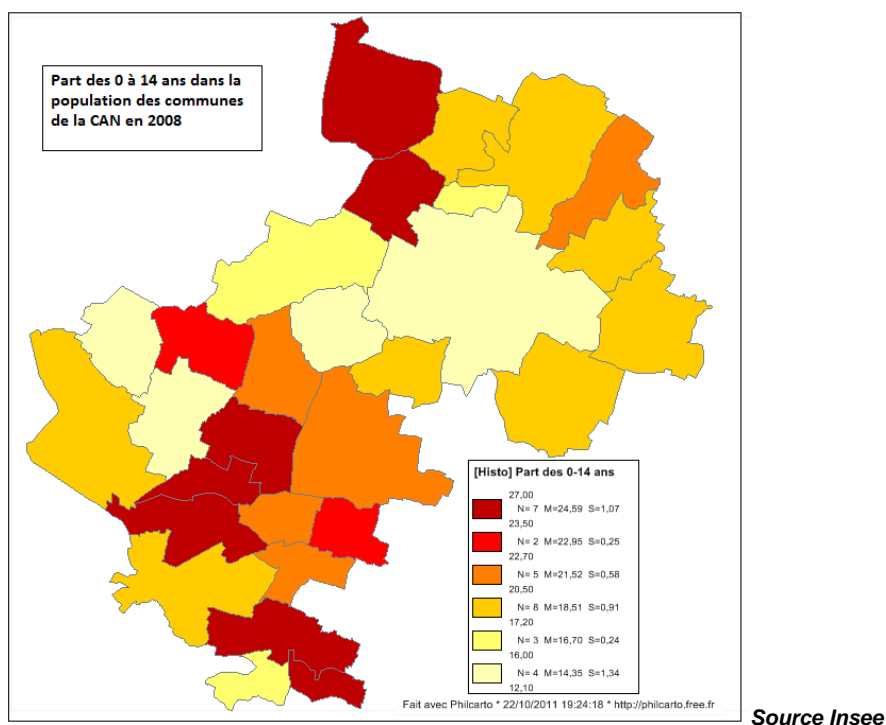 Part des 0 à 14 ans dans la
population des communes
de la CAN en 2008
[Histo] Part des 0-14 ans
27,00
N= 7 M=24,59 S=1,07
23,50
N= 2 M=22,95 S=0,25
22,70
N= 5 M=21,52 S=0,58
20,50
N= 8 M=18,51 S=0,91
17,20
N= 3 M=16,70 S=0,24
16,00
N= 4 M=14,35 S=1,34
12,10
Fait avec Philcarto * 22/10/2011 19:24:18 * http://philcarto.free.fr
Source Insee